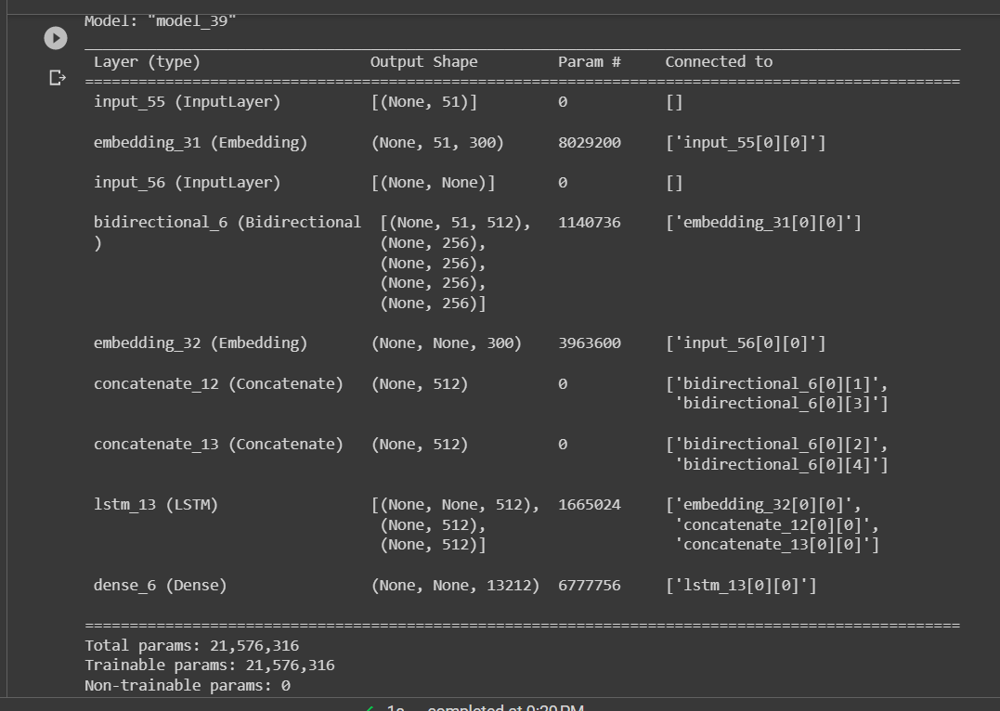 Model: "model_39"
Layer (type) Output Shape Param # Connected to
input_55 (InputLayer) [(None, 51)] 0 []
embedding_31 (Embedding) (None, 51, 300) 8029200 ['input_55[0][0]']
input_56 (InputLayer) [(None, None)] 0 []
bidirectional_6 (Bidirectional [(None, 51, 512), 1140736 ['embedding_31[0][0]']
) (None, 256),
(None, 256),
(None, 256),
(None, 256)]
embedding_32 (Embedding) (None, None, 300) 3963600 ['input_56[0][0]']
concatenate_12 (Concatenate) (None, 512) 0 ['bidirectional_6[0][1]',
'bidirectional_6[0][3]']
concatenate_13 (Concatenate) (None, 512) 0 ['bidirectional_6[0][2]',
'bidirectional_6[0][4]']
lstm_13 (LSTM) [(None, None, 512), 1665024 ['embedding_32[0][0]',
(None, 512), 'concatenate_12[0][0]',
(None, 512)] 'concatenate_13[0][0]']
dense_6 (Dense) (None, None, 13212) 6777756 ['lstm_13[0][0]']
Total params: 21,576,316
Trainable params: 21,576,316
Non-trainable params: 0
completed at 9:29 PM